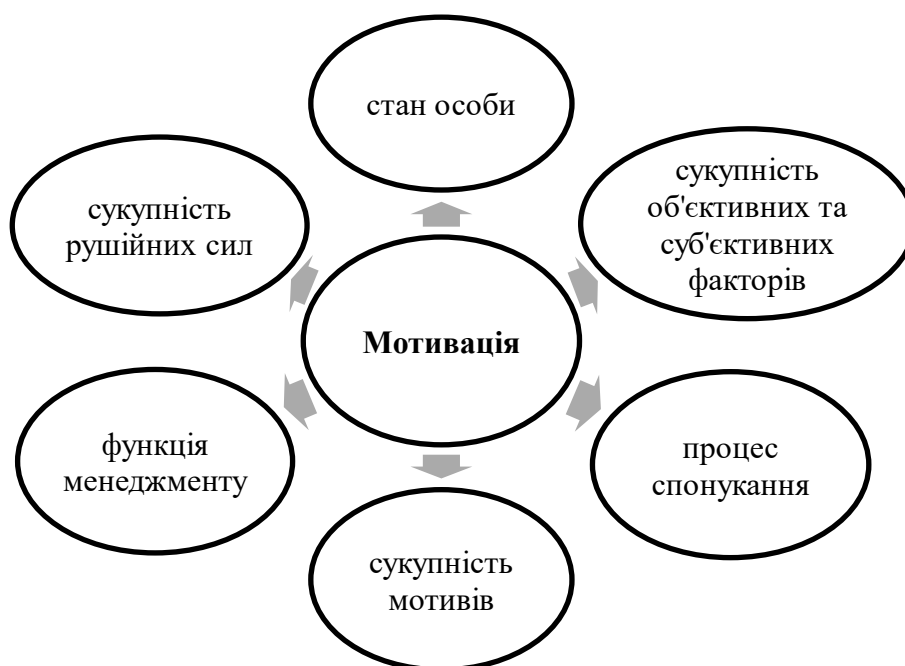 стан особи
сукупність
рушійних сил
сукупність
об'єктивних та
суб'єктивних
факторів
Мотивація
функція
менеджменту
процес
спонукання
сукупність
мотивів